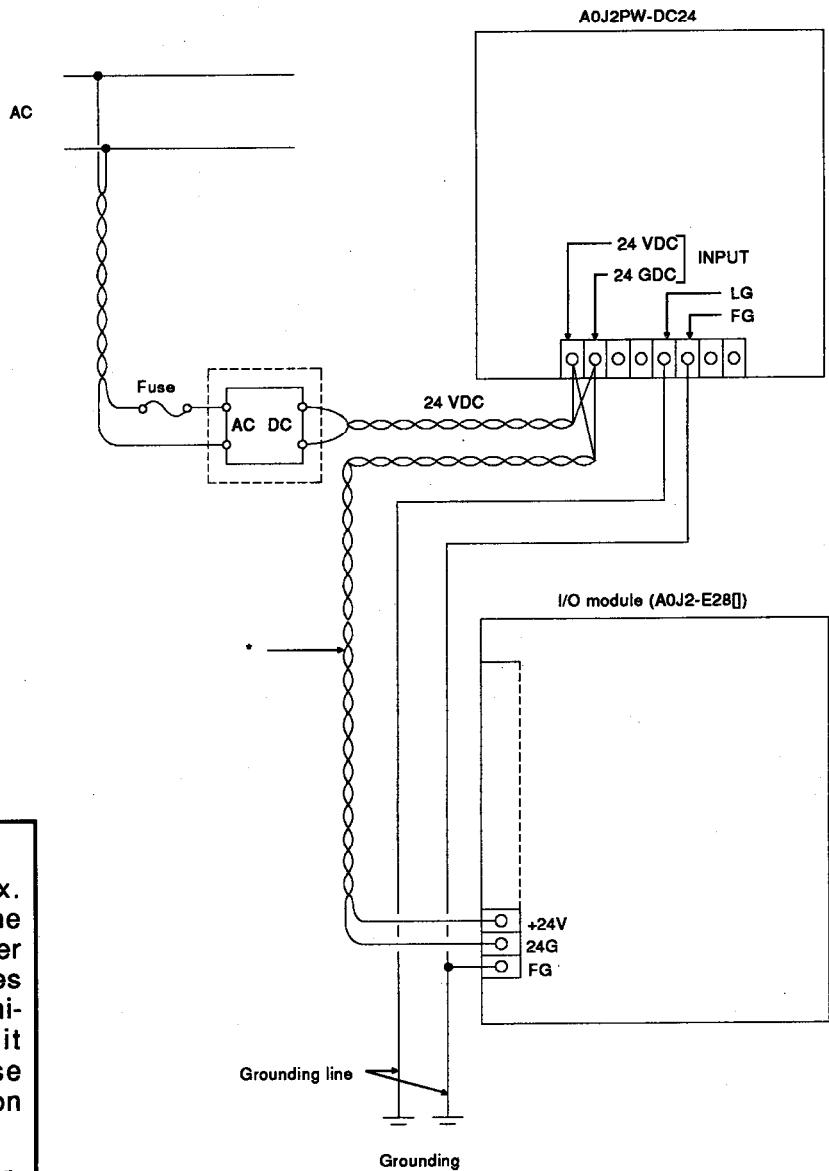 A0J2PW-DC24
AC
24 VDC
INPUT
24 GDC
LG
FG
Fuse
AC DC
24 VDC
I/O module (A0J2-E28[])
*
+24V
24G
FG
Grounding line
Grounding
x.
ne
er
es
ni-
it
se
on